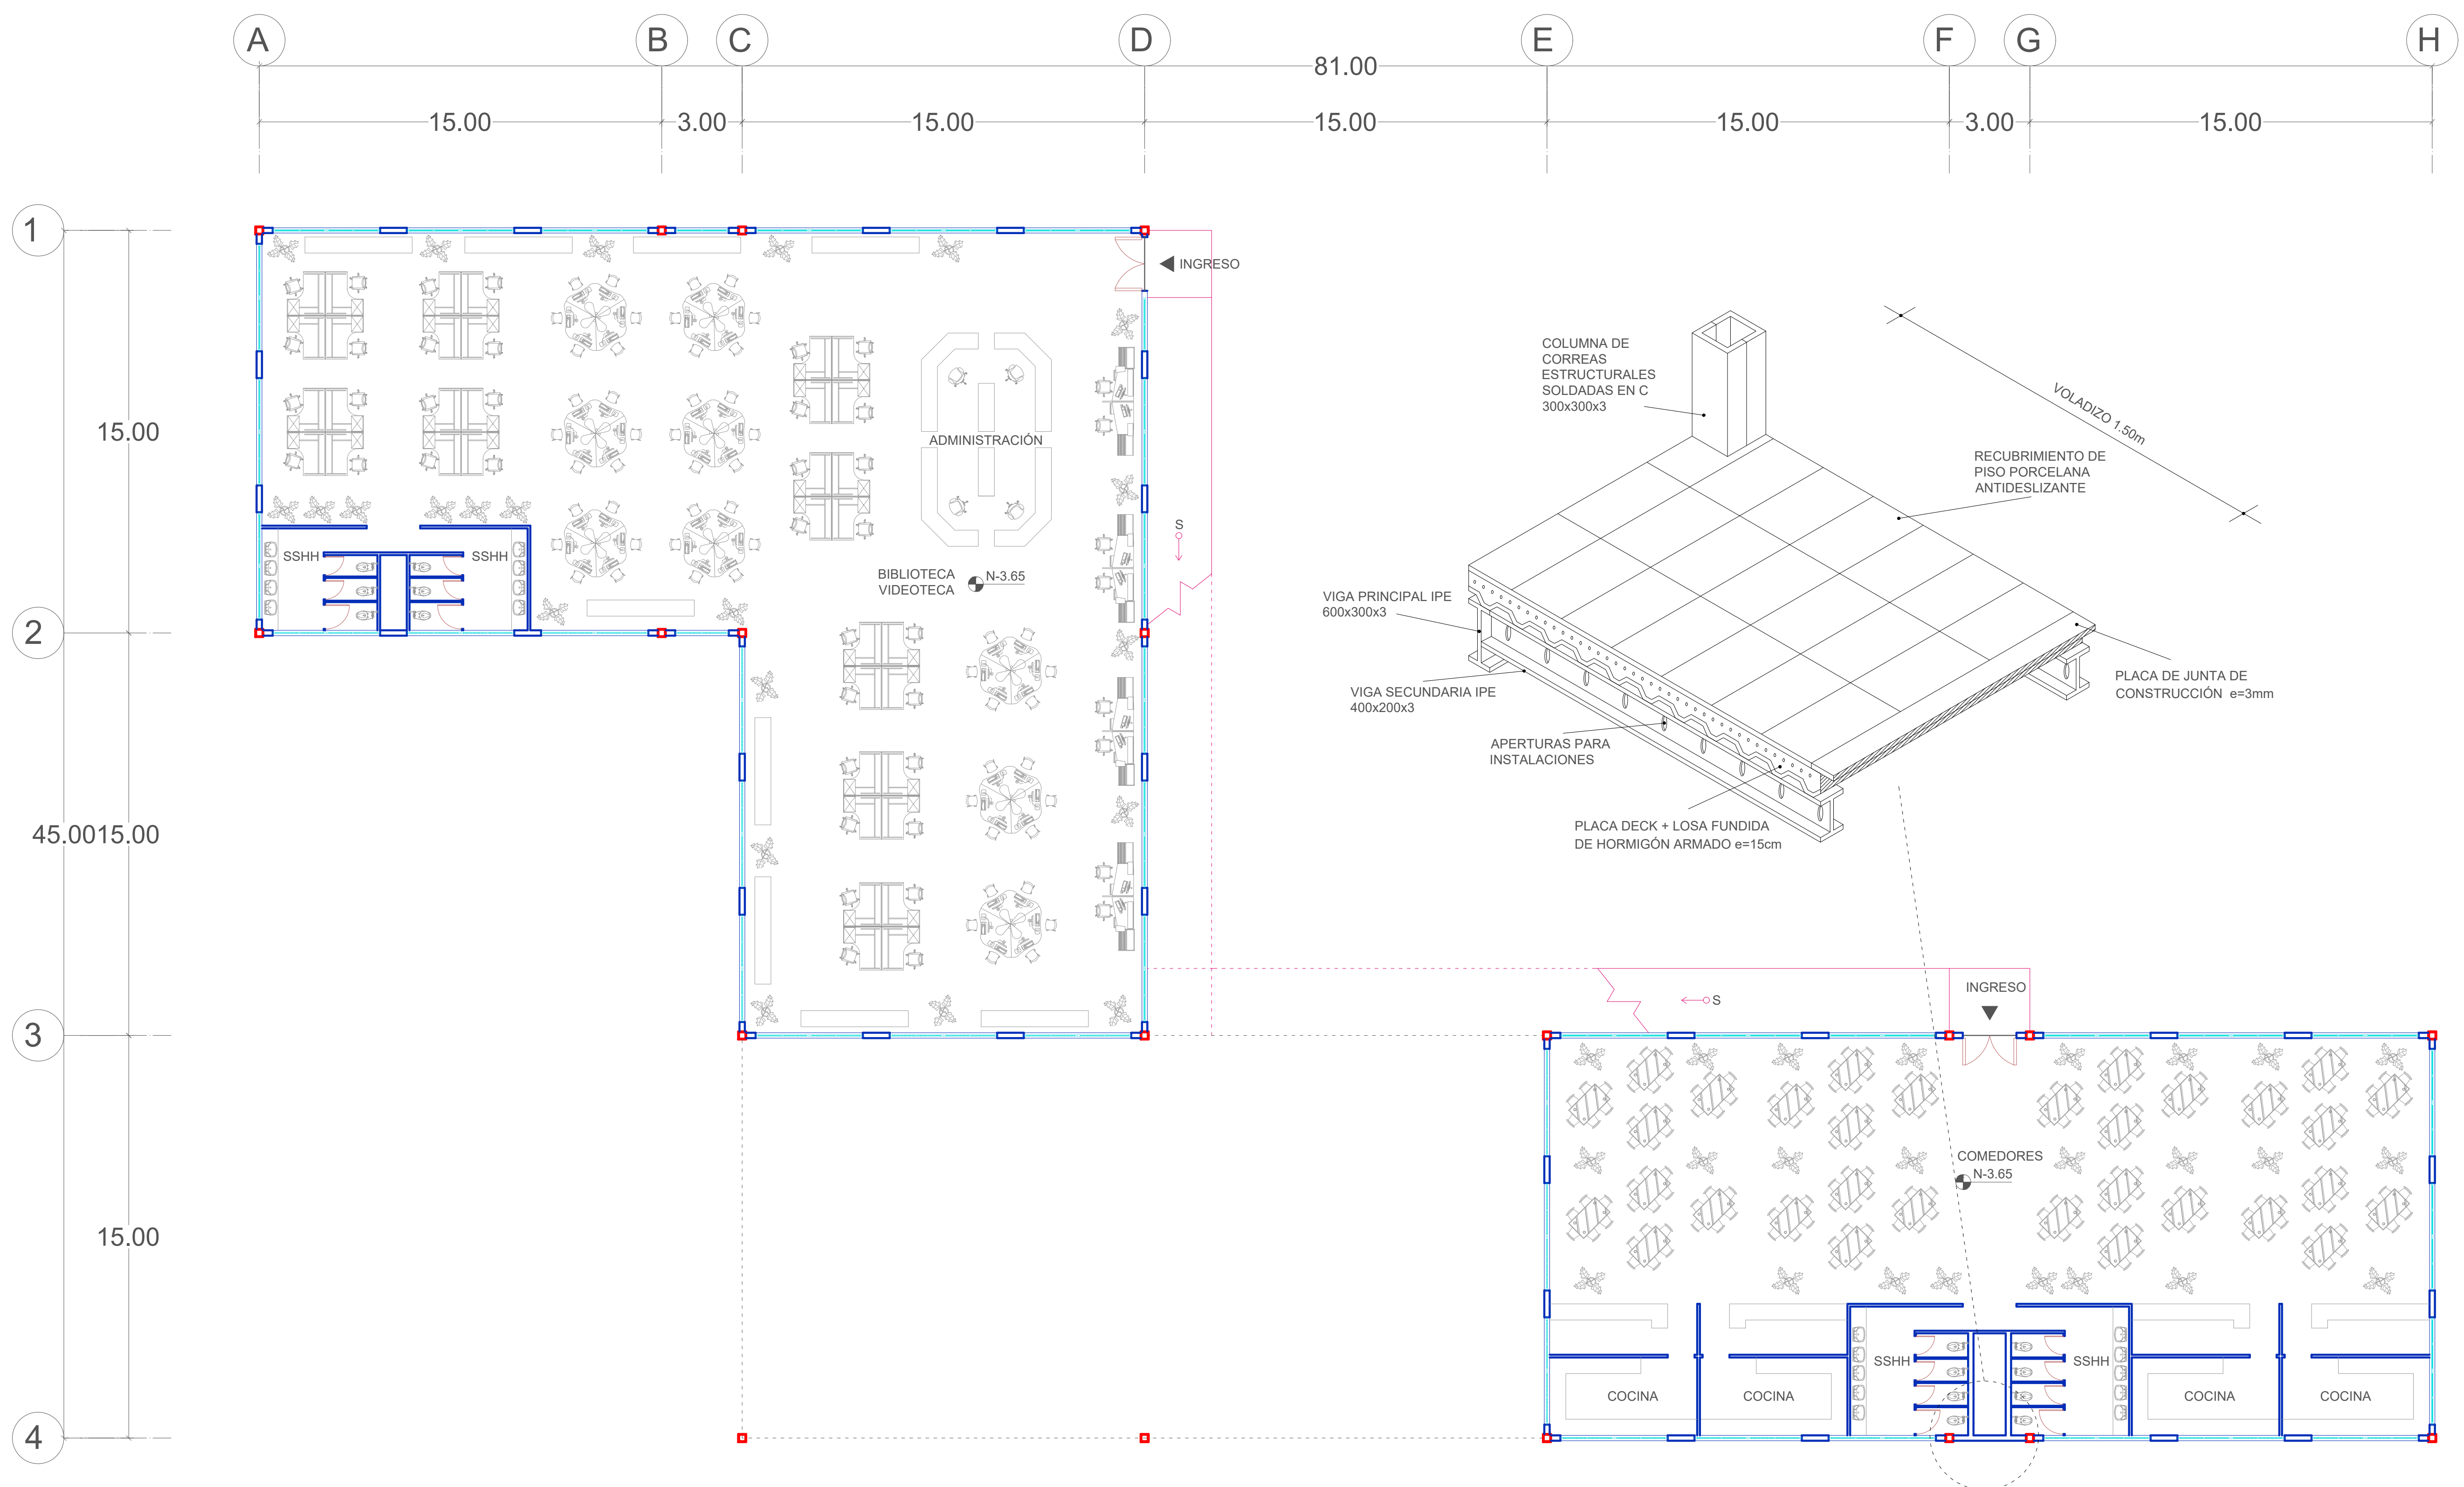 A B C D E F G H
81.00
15.00 3.00 15.00 15.00 15.00 3.00 15.00
1
INGRESO
COLUMNA DE
CORREAS
ESTRUCTURALES
SOLDADAS EN C
300x300x3
VOLADIZO 1.50m
15.00
ADMINISTRACIÓN
RECUBRIMIENTO DE
PISO PORCELANA
ANTIDESLIZANTE
S
SSHH SSHH
BIBLIOTECA
VIDEOTECA
N-3.65
VIGA PRINCIPAL IPE
600x300x3
2
PLACA DE JUNTA DE
CONSTRUCCIÓN e=3mm
VIGA SECUNDARIA IPE
400x200x3
APERTURAS PARA
INSTALACIONES
45.00 15.00
PLACA DECK + LOSA FUNDIDA
DE HORMIGÓN ARMADO e=15cm
INGRESO
S
3
COMEDORES
N-3.65
15.00
SSHH SSHH
COCINA COCINA COCINA COCINA
4